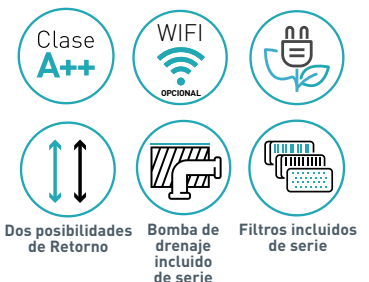 Clase
A++
WIFI
OPCIONAL
Dos posibilidades
de Retorno
Bomba de
drenaje
incluido
de serie
Filtros incluidos
de serie